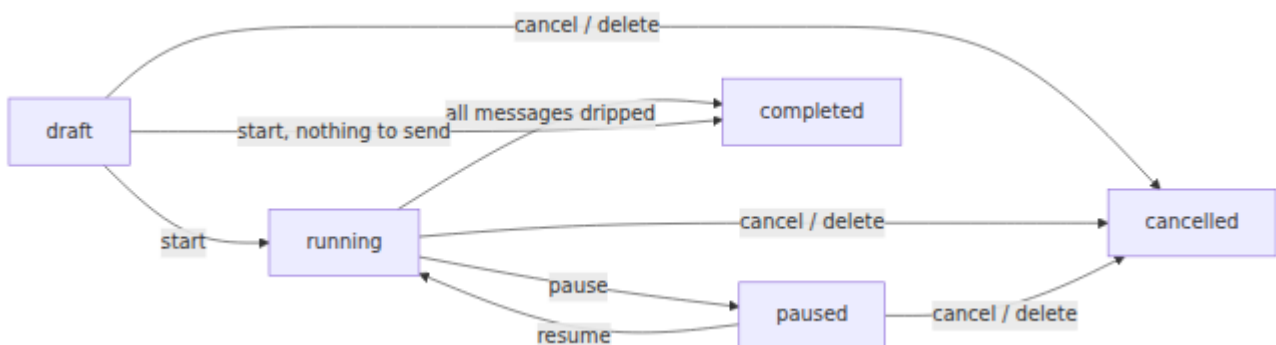 cancel / delete
all messages dripped
completed
draft
start, nothing to send
cancelled
start
running
cancel / delete
pause
paused
cancel / delete
resume